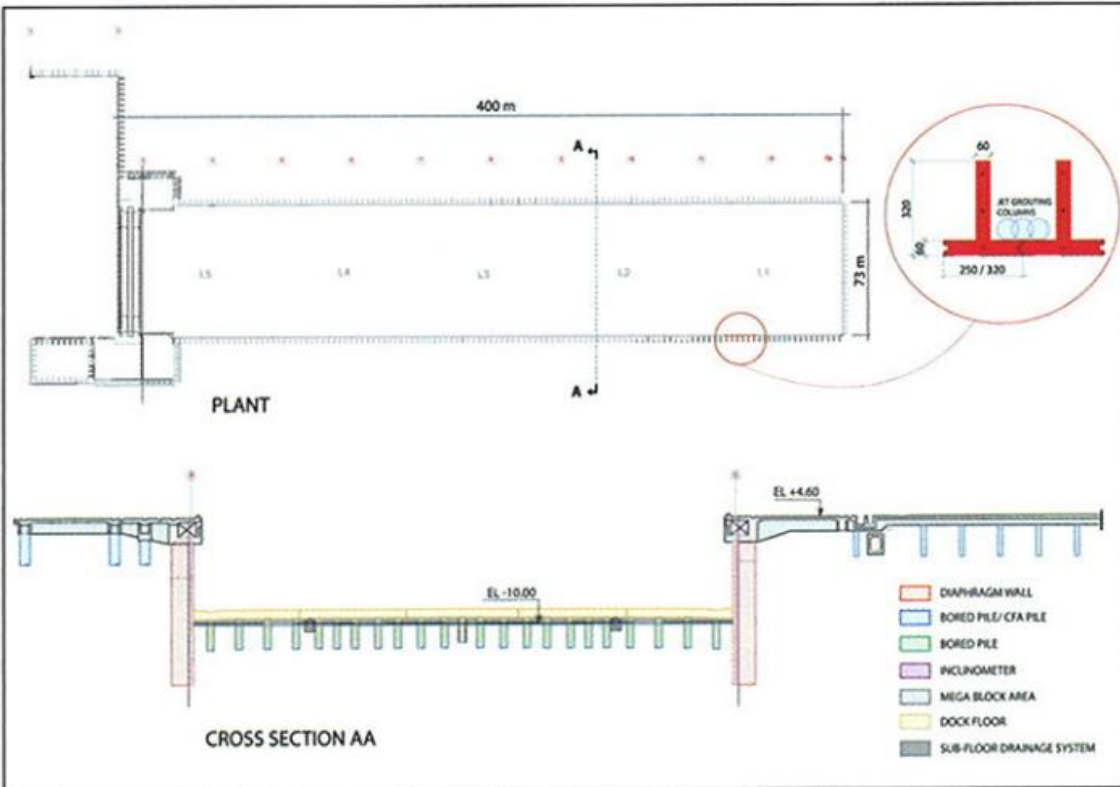 400 m
A
60
JET GROUTING
COLUMNS
320
60
250 / 320
L5
L4
L3
L2
L1
73 m
A
PLANT
EL +4.60
EL -10.00
DIAPHRAGM WALL
BORED PILE/ CFA PILE
BORED PILE
INCLINOMETER
MEGA BLOCK AREA
DOCK FLOOR
SUB-FLOOR DRAINAGE SYSTEM
CROSS SECTION AA